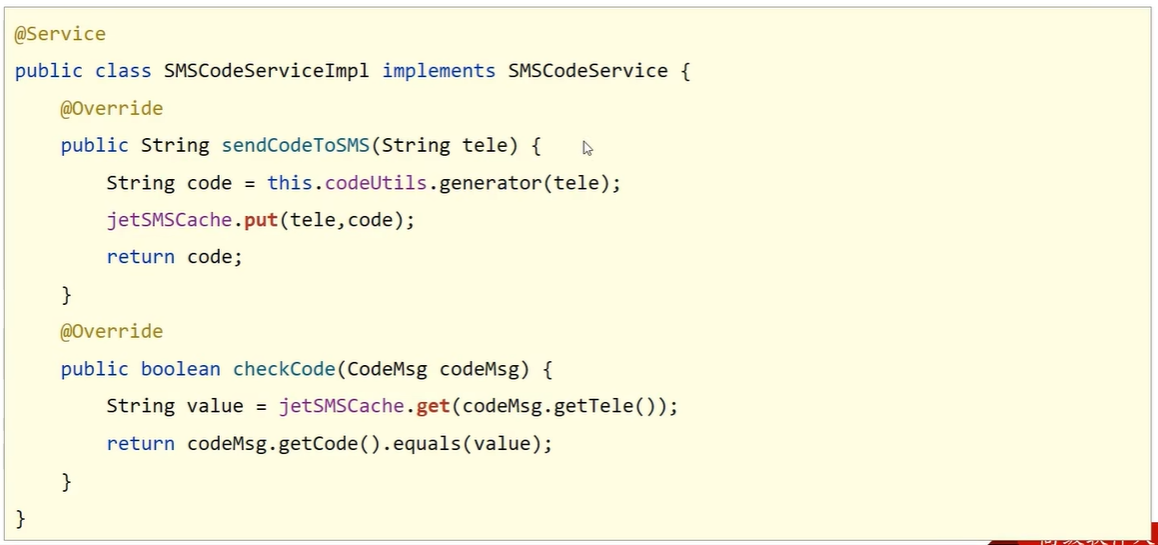 @Service
public class SMSCodeServiceImpl implements SMSCodeService {
    @Override
    public String sendCodeToSMS(String tele) {
        String code = this.codeUtils.generator(tele);
        jetSMSCache.put(tele,code);
        return code;
    }
    @Override
    public boolean checkCode(CodeMsg codeMsg) {
        String value = jetSMSCache.get(codeMsg.getTele());
        return codeMsg.getCode().equals(value);
    }
}